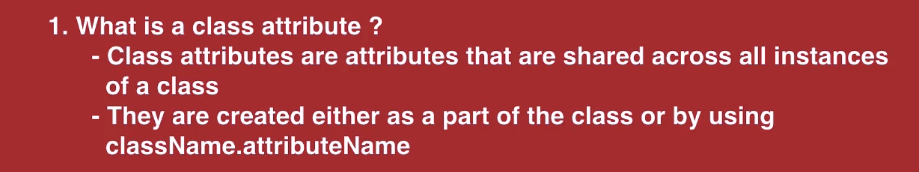 1. What is a class attribute ?
- Class attributes are attributes that are shared across all instances
of a class
- They are created either as a part of the class or by using
className.attributeName